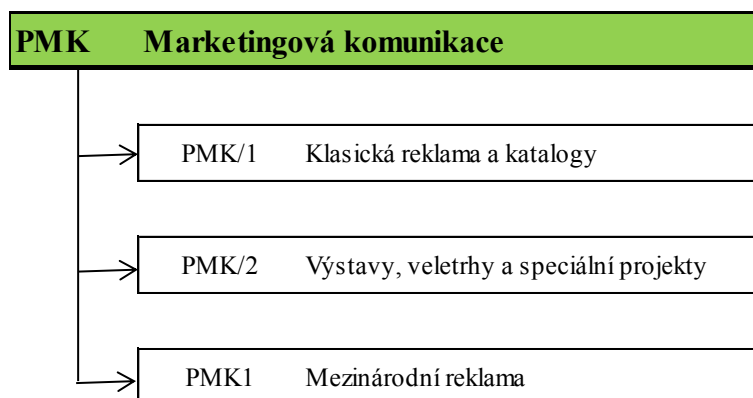 PMK Marketingová komunikace
PMK/1 Klasická reklama a katalogy
PMK/2 Výstavy, veletrhy a speciální projekty
PMK1 Mezinárodní reklama